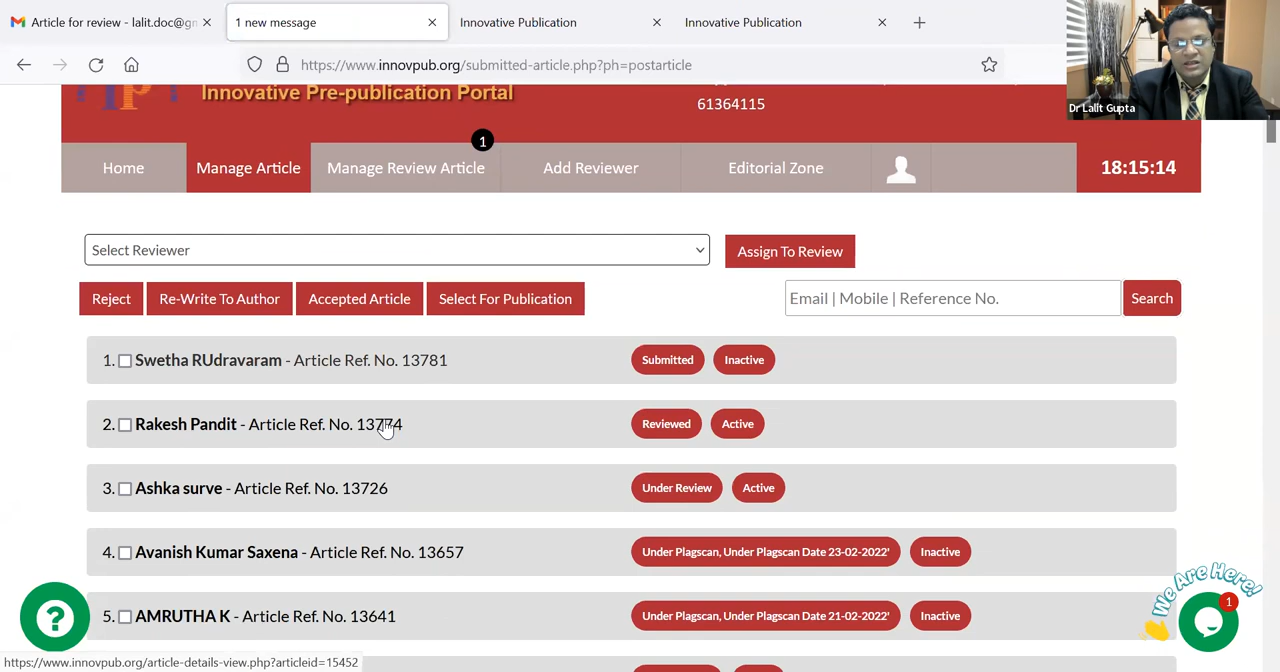 Article for review - lalit.doc@gm
1 new message
Innovative Publication
Innovative Publication
https://www.innovpub.org/submitted-article.php?ph=postarticle
Dr Lalit Gupta
Innovative Pre-publication Portal
61364115
1
Home
Manage Article
Manage Review Article
Add Reviewer
Editorial Zone
18:15:14
Select Reviewer
Assign To Review
Reject
Re-Write To Author
Accepted Article
Select For Publication
Email | Mobile | Reference No.
Search
1. Swetha RUdravaram - Article Ref. No. 13781 Submitted Inactive
2. Rakesh Pandit - Article Ref. No. 13774 Reviewed Active
3. Ashka surve - Article Ref. No. 13726 Under Review Active
4. Avanish Kumar Saxena - Article Ref. No. 13657 Under Plagscan, Under Plagscan Date 23-02-2022' Inactive
5. AMRUTHA K - Article Ref. No. 13641 Under Plagscan, Under Plagscan Date 21-02-2022' Inactive
We Are Here!
1
?
https://www.innovpub.org/article-details-view.php?articleid=15452